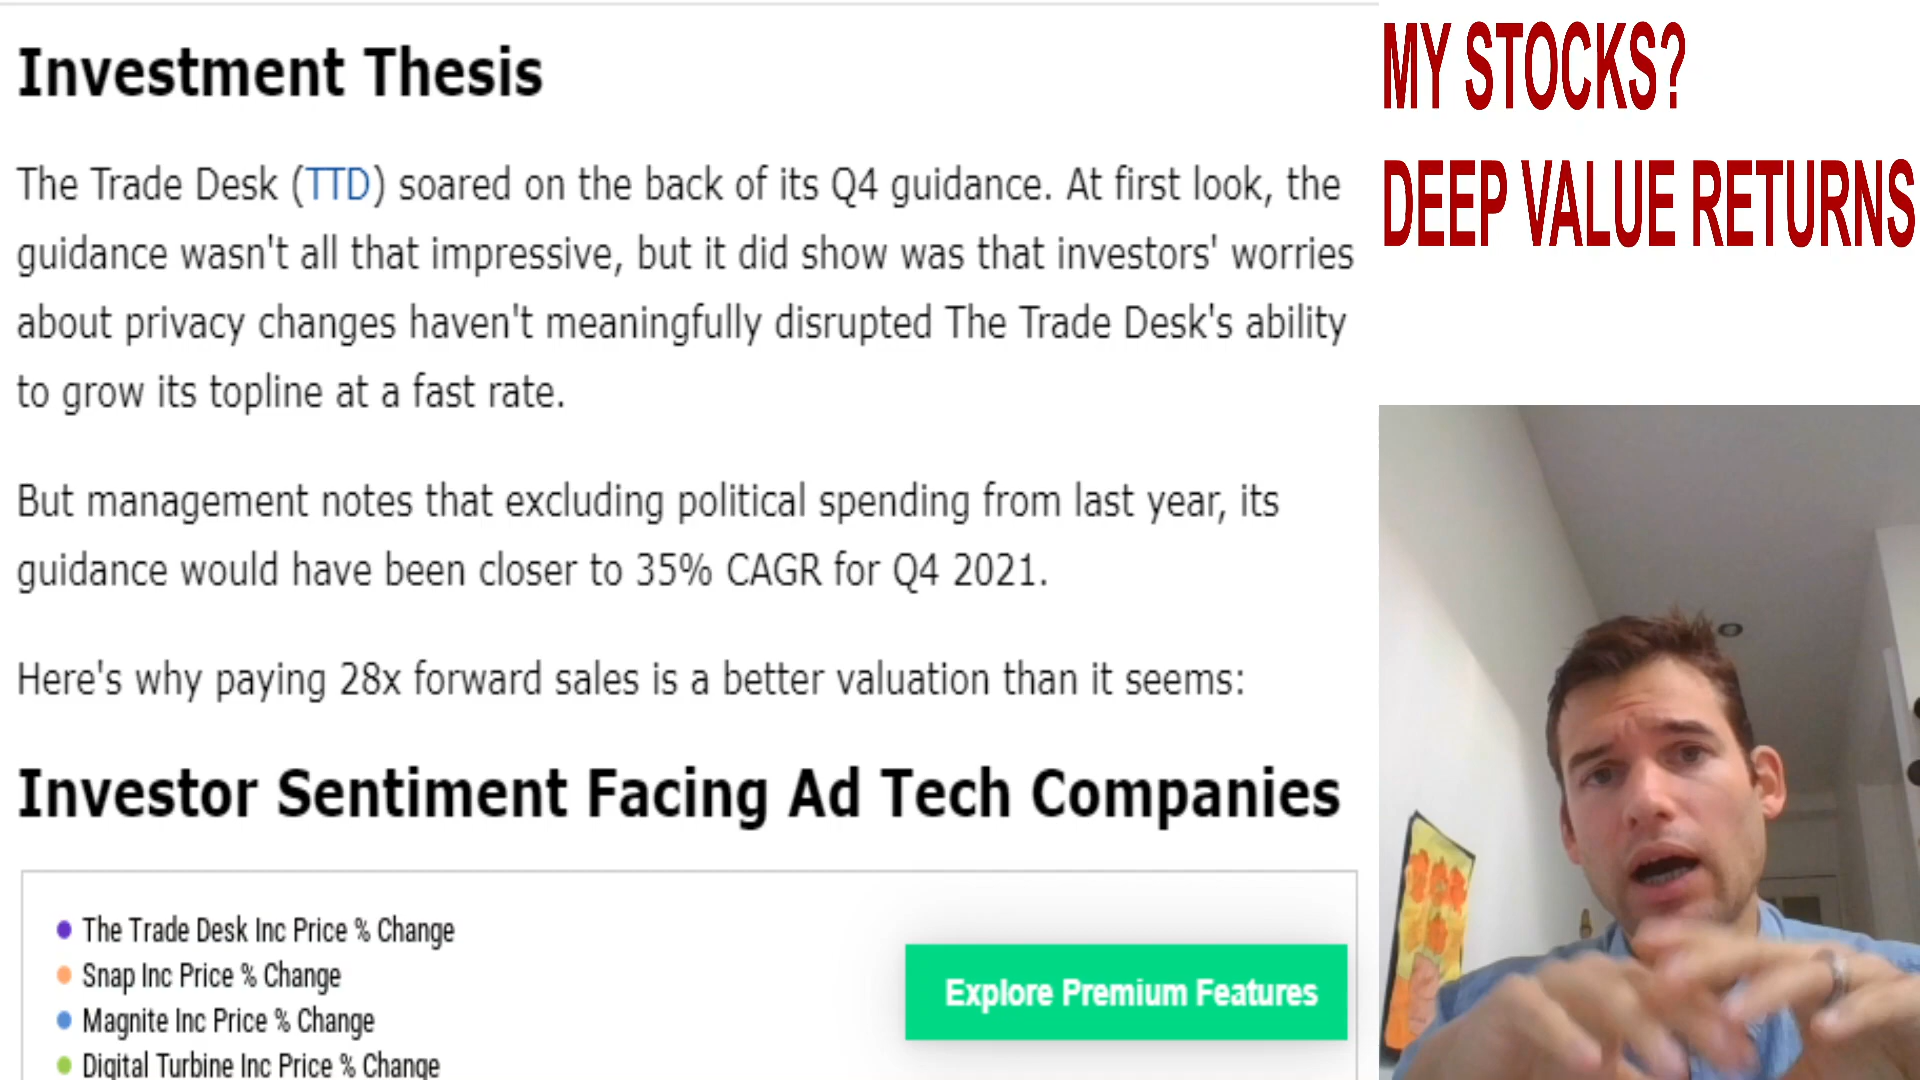 Investment Thesis
The Trade Desk (TTD) soared on the back of its Q4 guidance. At first look, the
guidance wasn't all that impressive, but it did show was that investors' worries
about privacy changes haven't meaningfully disrupted The Trade Desk's ability
to grow its topline at a fast rate.
But management notes that excluding political spending from last year, its
guidance would have been closer to 35% CAGR for Q4 2021.
Here's why paying 28x forward sales is a better valuation than it seems:
Investor Sentiment Facing Ad Tech Companies
The Trade Desk Inc Price % Change
Snap Inc Price % Change
Magnite Inc Price % Change
Digital Turbine Inc Price % Change
Explore Premium Features
MY STOCKS?
DEEP VALUE RETURNS